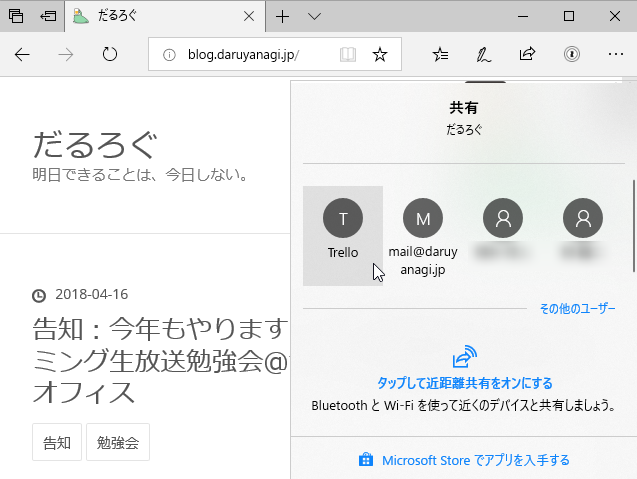 だるろぐ
blog.daruyanagi.jp/
共有
だるろぐ
だるろぐ
明日できることは、今日しない。
T
M
Trello
mail@daruy
anagi.jp
その他のユーザー
2018-04-16
告知：今年もやります
ミング生放送勉強会@
オフィス
告知
勉強会
タップして近距離共有をオンにする
Bluetooth と Wi-Fi を使って近くのデバイスと共有しましょう。
Microsoft Store でアプリを入手する